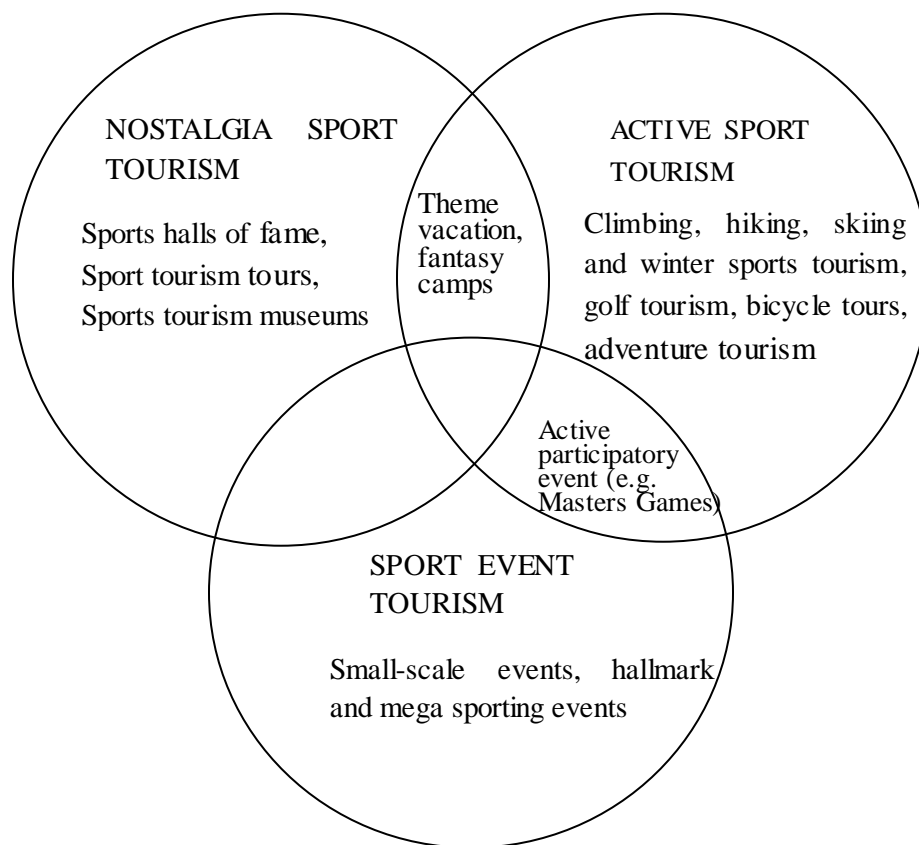 NOSTALGIA SPORT
TOURISM
Sports halls of fame,
Sport tourism tours,
Sports tourism museums
Theme
vacation,
fantasy
camps
ACTIVE SPORT
TOURISM
Climbing, hiking, skiing
and winter sports tourism,
golf tourism, bicycle tours,
adventure tourism
Active
participatory
event (e.g.
Masters Games)
SPORT EVENT
TOURISM
Small-scale events, hallmark
and mega sporting events